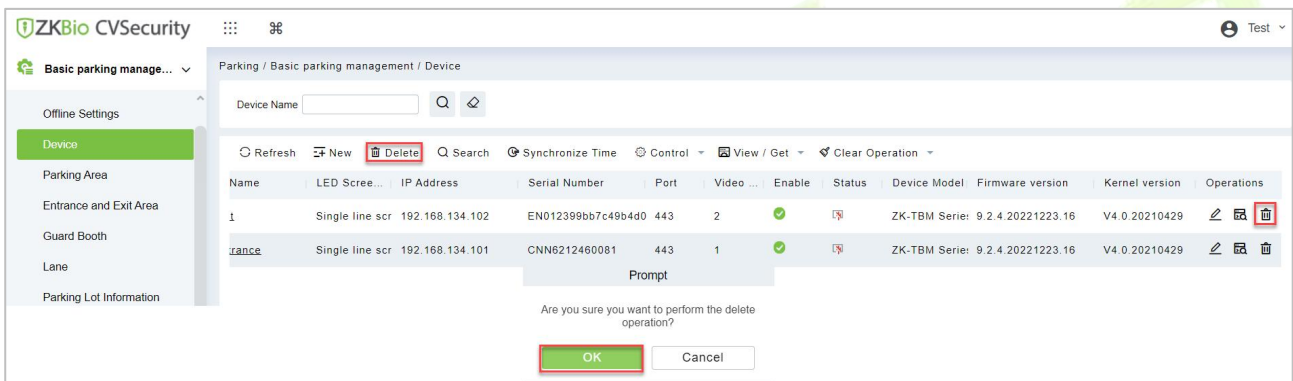 ZKBio CVSecurity
Test
Basic parking manage...
Parking / Basic parking management / Device
Offline Settings
Device
Parking Area
Entrance and Exit Area
Guard Booth
Lane
Parking Lot Information
Device Name
Refresh New Delete Search Synchronize Time Control View / Get Clear Operation
Name LED Scree... IP Address Serial Number Port Video ... Enable Status Device Model Firmware version Kernel version Operations
t Single line scr 192.168.134.102 EN012399bb7c49b4d0 443 2 ZK-TBM Series 9.2.4.20221223.16 V4.0.20210429
trance Single line scr 192.168.134.101 CNN6212460081 443 1 ZK-TBM Series 9.2.4.20221223.16 V4.0.20210429
Prompt
Are you sure you want to perform the delete
operation?
OK Cancel